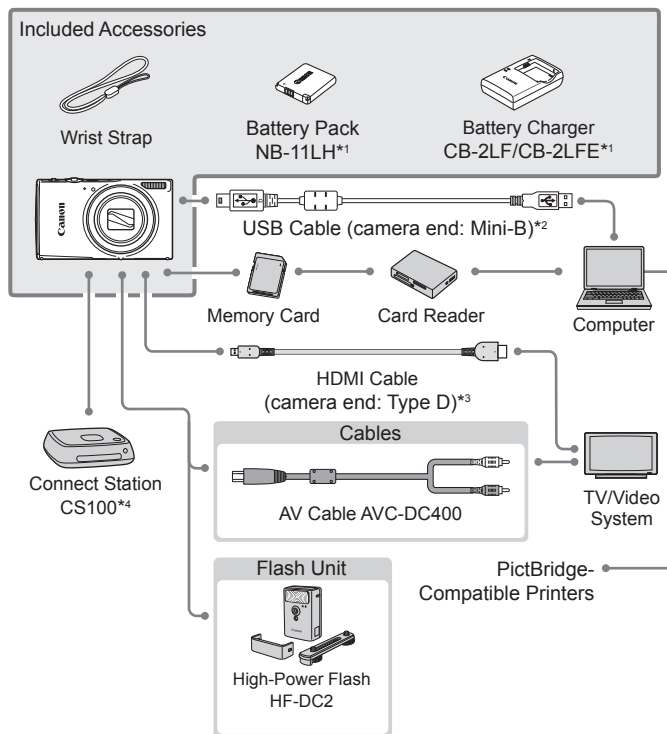 Included Accessories
Wrist Strap
Battery Pack
NB-11LH*1
Battery Charger
CB-2LF/CB-2LFE*1
Canon
USB Cable (camera end: Mini-B)*2
Memory Card
Card Reader
Computer
HDMI Cable
(camera end: Type D)*3
Cables
AV Cable AVC-DC400
Connect Station
CS100*4
TV/Video
System
Flash Unit
High-Power Flash
HF-DC2
PictBridge-
Compatible Printers